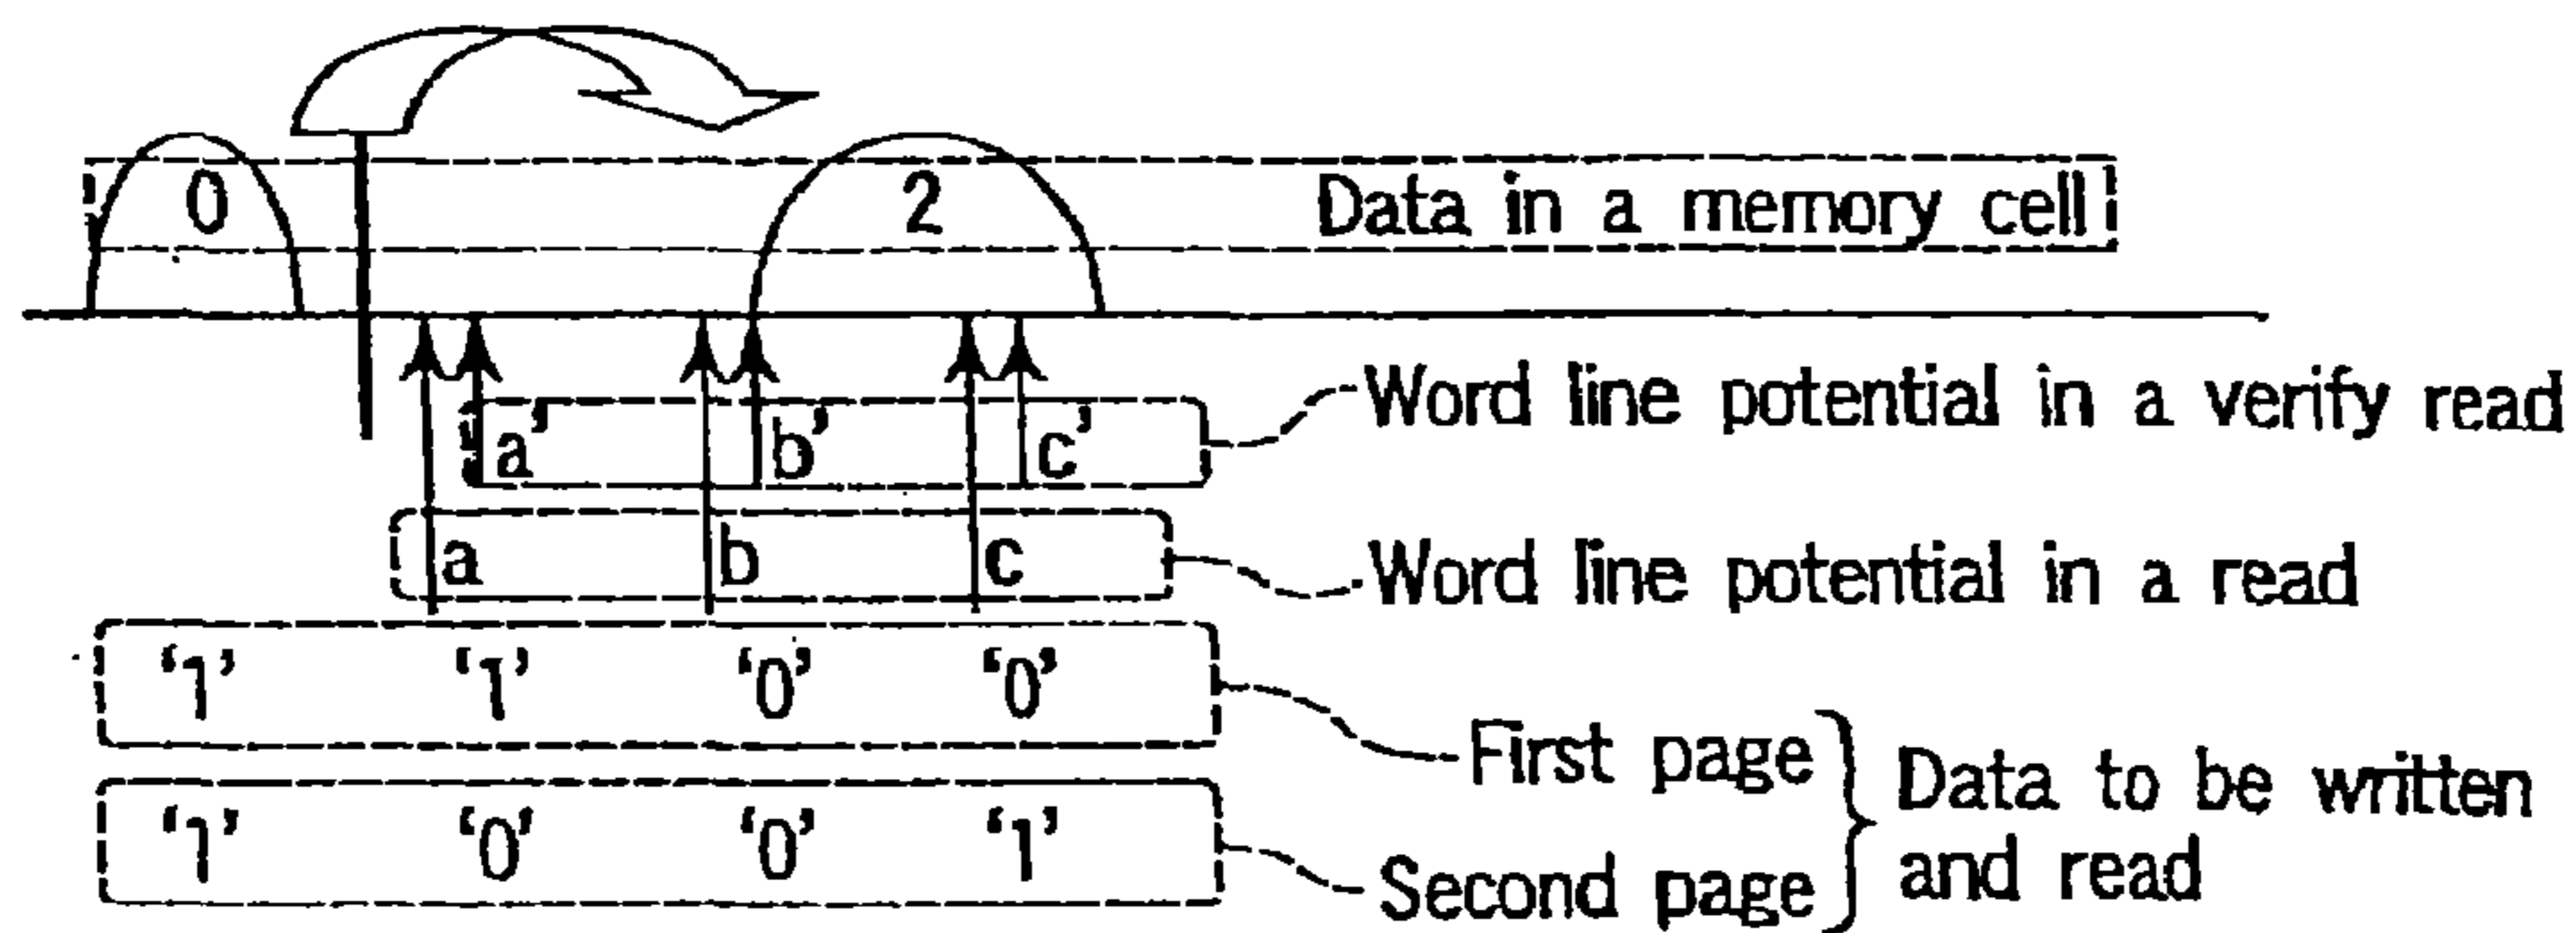 0 2 Data in a memory cell
a' b' c' Word line potential in a verify read
a b c Word line potential in a read
‘1’ ‘1’ ‘0’ ‘0’
First page
‘1’ ‘0’ ‘0’ ‘1’
Second page
Data to be written
and read